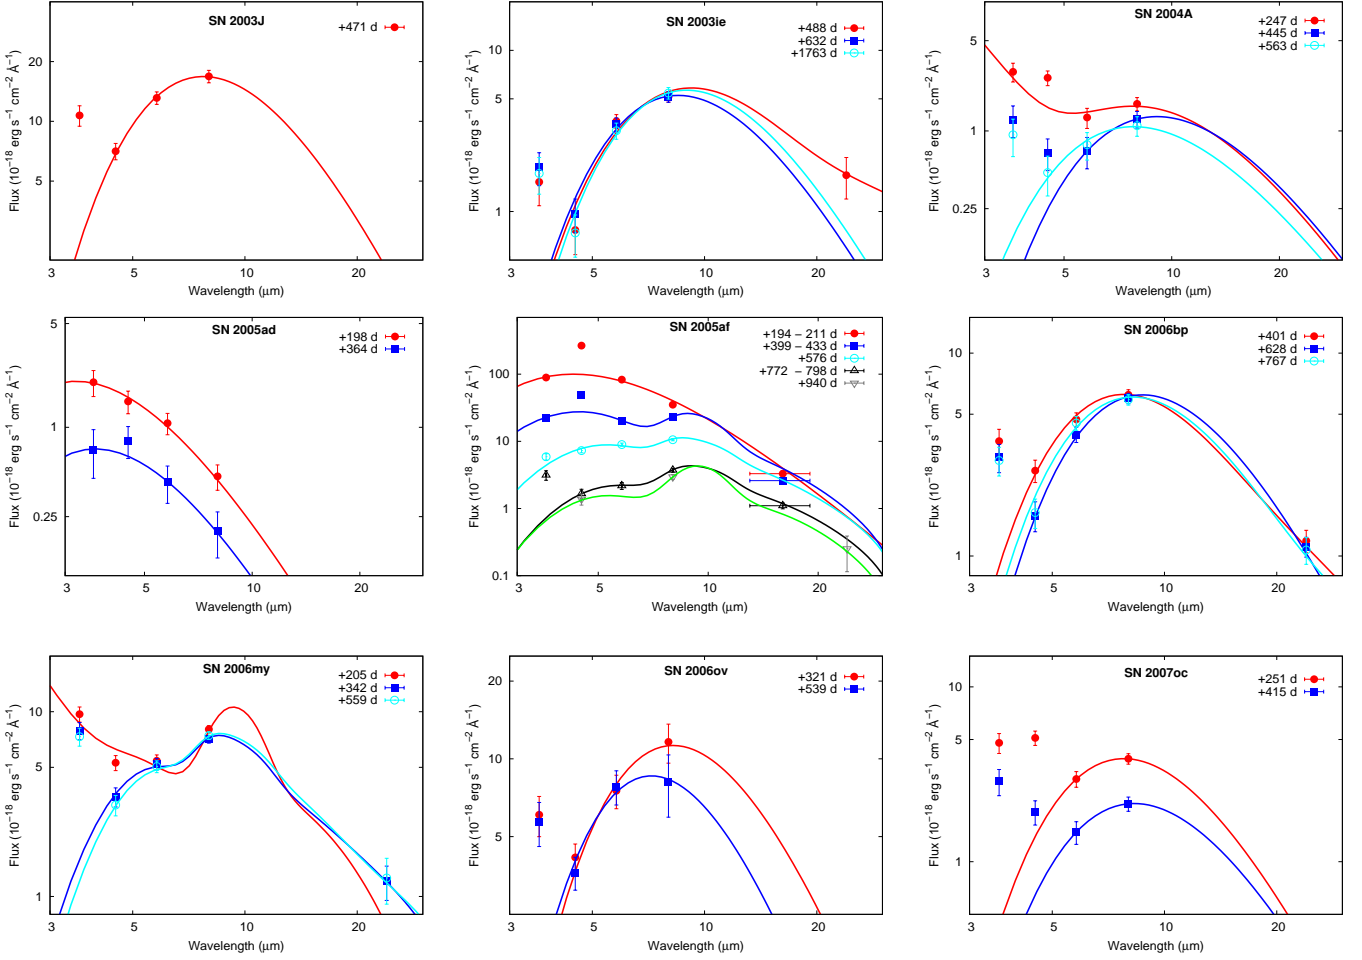 SN 2003J
+471 d
20
10
5
3 5 10 20
Wavelength (μm)
Flux (10⁻¹⁸ erg s⁻¹ cm⁻² Å⁻¹)
SN 2003ie
+488 d
+632 d
+1763 d
10
5
1
3 5 10 20
Wavelength (μm)
Flux (10⁻¹⁸ erg s⁻¹ cm⁻² Å⁻¹)
SN 2004A
+247 d
+445 d
+563 d
5
1
0.25
3 5 10 20
Wavelength (μm)
Flux (10⁻¹⁸ erg s⁻¹ cm⁻² Å⁻¹)
SN 2005ad
+198 d
+364 d
5
1
0.25
3 5 10 20
Wavelength (μm)
Flux (10⁻¹⁸ erg s⁻¹ cm⁻² Å⁻¹)
SN 2005af
+194 − 211 d
+399 − 433 d
+576 d
+772 − 798 d
+940 d
100
10
1
0.1
3 5 10 20
Wavelength (μm)
Flux (10⁻¹⁸ erg s⁻¹ cm⁻² Å⁻¹)
SN 2006bp
+401 d
+628 d
+767 d
10
5
1
3 5 10 20
Wavelength (μm)
Flux (10⁻¹⁸ erg s⁻¹ cm⁻² Å⁻¹)
SN 2006my
+205 d
+342 d
+559 d
10
5
1
3 5 10 20
Wavelength (μm)
Flux (10⁻¹⁸ erg s⁻¹ cm⁻² Å⁻¹)
SN 2006ov
+321 d
+539 d
20
10
5
3 5 10 20
Wavelength (μm)
Flux (10⁻¹⁸ erg s⁻¹ cm⁻² Å⁻¹)
SN 2007oc
+251 d
+415 d
10
5
1
3 5 10 20
Wavelength (μm)
Flux (10⁻¹⁸ erg s⁻¹ cm⁻² Å⁻¹)